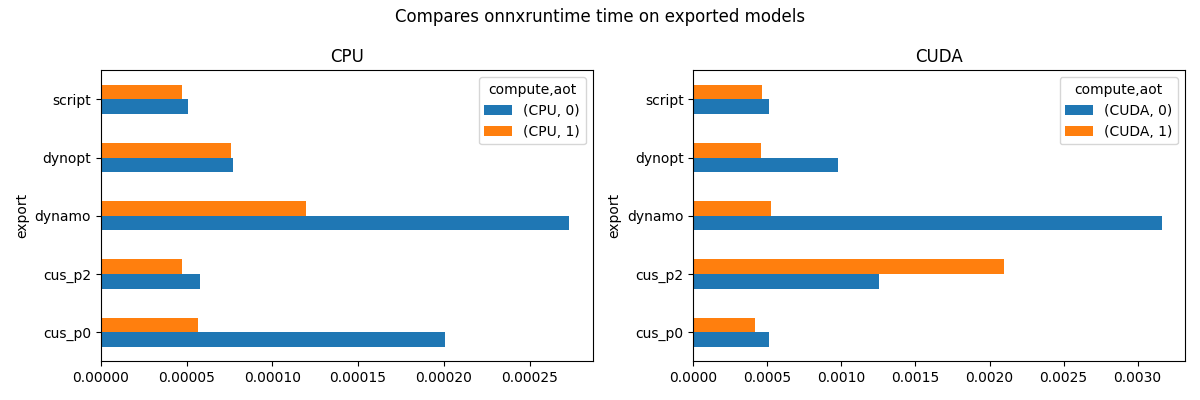 Compares onnxruntime time on exported models
CPU
export
script
dynopt
dynamo
cus_p2
cus_p0
compute,aot
(CPU, 0)
(CPU, 1)
0.00000 0.00005 0.00010 0.00015 0.00020 0.00025
CUDA
export
script
dynopt
dynamo
cus_p2
cus_p0
compute,aot
(CUDA, 0)
(CUDA, 1)
0.0000 0.0005 0.0010 0.0015 0.0020 0.0025 0.0030